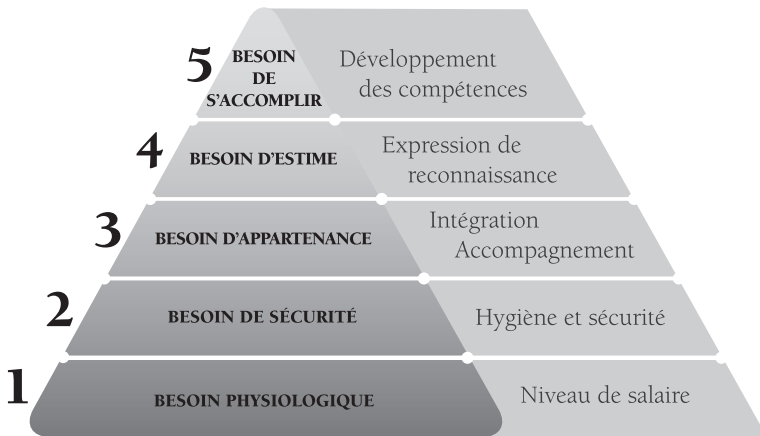 5
BESOIN
DE
S'ACCOMPLIR
Développement
des compétences
4
BESOIN D'ESTIME
Expression de
reconnaissance
3
BESOIN D'APPARTENANCE
Intégration
Accompagnement
2
BESOIN DE SÉCURITÉ
Hygiène et sécurité
1
BESOIN PHYSIOLOGIQUE
Niveau de salaire